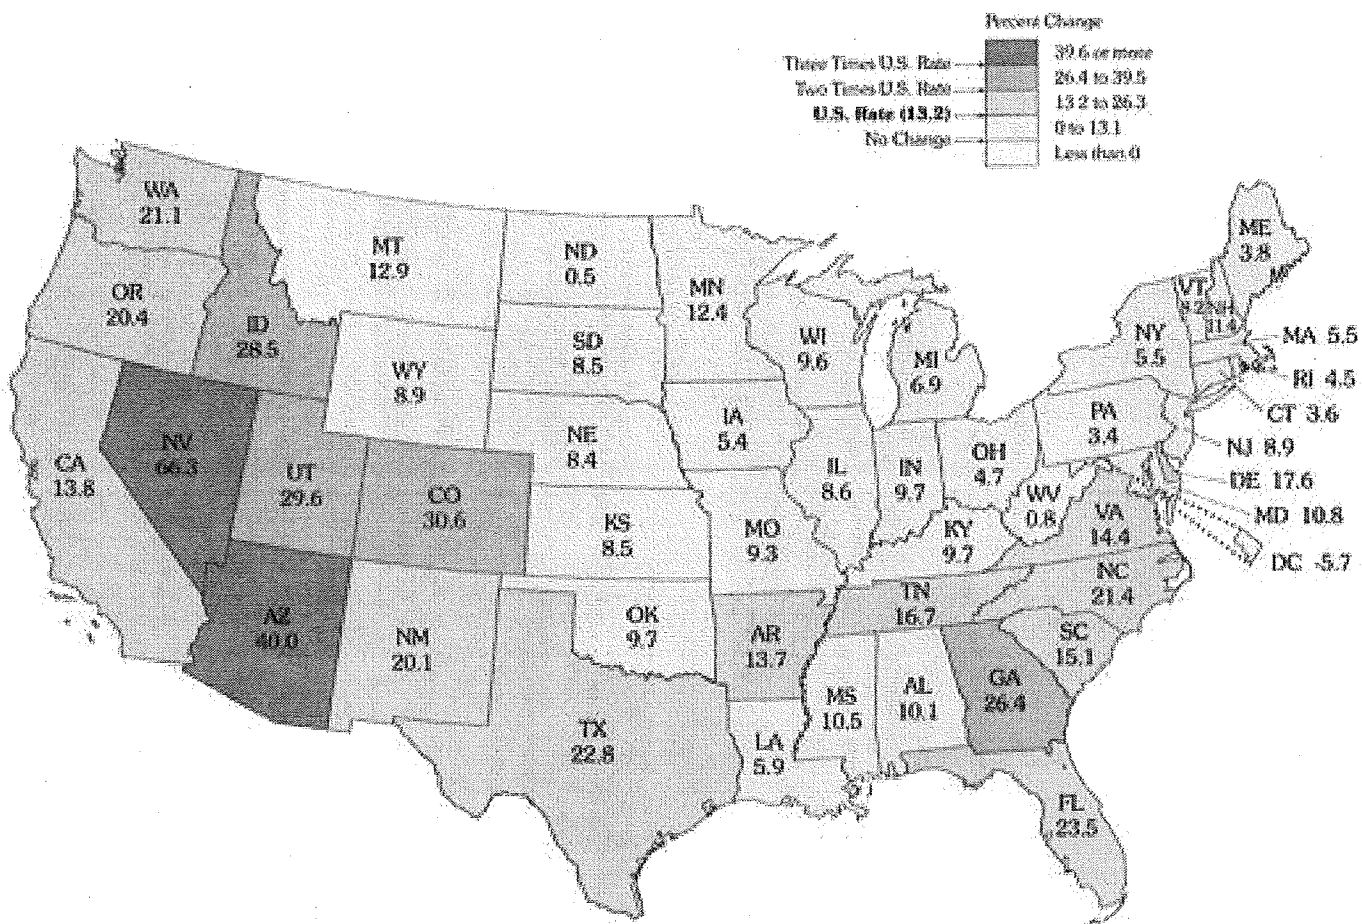 Percent Change
39.6 or more
Three Times U.S. Rate
26.4 to 39.5
Two Times U.S. Rate
13.2 to 26.3
U.S. Rate (13.2)
0 to 13.1
No Change
Less than 0
WA
21.1
MT
12.9
ND
0.5
MN
12.4
ME
3.8
OR
20.4
ID
28.5
SD
8.5
WI
9.6
MI
6.9
VT
8.2
NH
11.4
NY
5.5
MA 5.5
RI 4.5
CT 3.6
WY
8.9
IA
5.4
PA
3.4
NJ 8.9
NE
8.4
NV
66.3
UT
29.6
CO
30.6
CA
13.8
IL
8.6
IN
9.7
OH
4.7
DE 17.6
WV
0.8
MD 10.8
VA
14.4
DC -5.7
KS
8.5
MO
9.3
KY
9.7
NC
21.4
TN
16.7
AZ
40.0
NM
20.1
OK
9.7
AR
13.7
SC
15.1
MS
10.5
AL
10.1
GA
26.4
TX
22.8
LA
5.9
FL
23.5